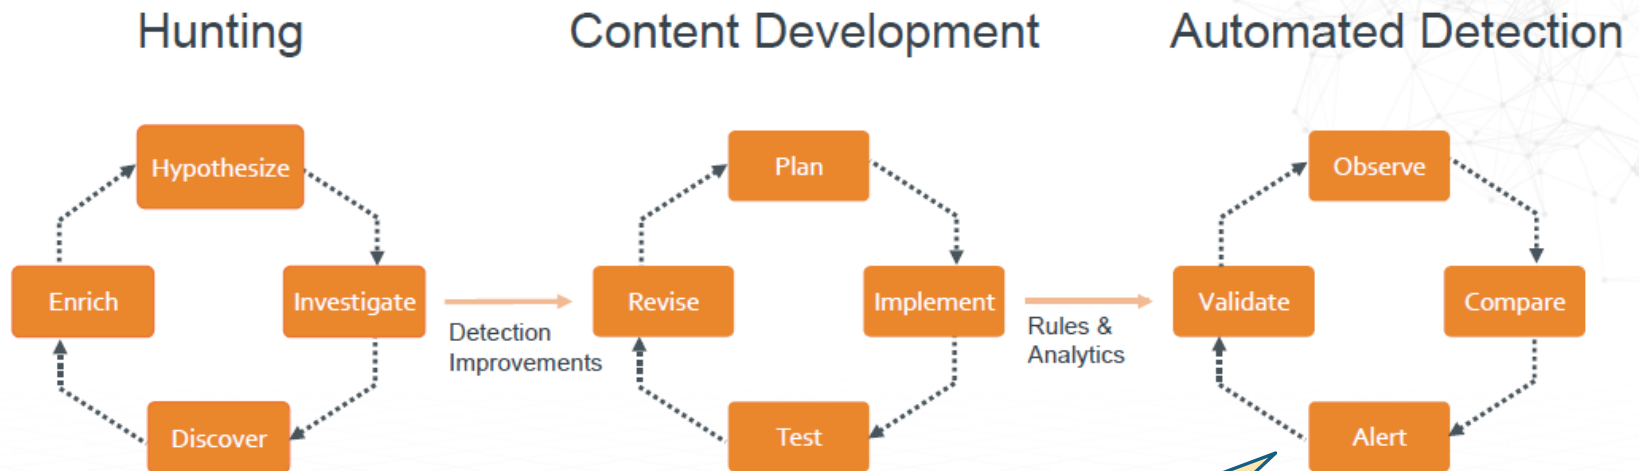 Hunting
Content Development
Automated Detection
Hypothesize
Enrich
Investigate
Discover
Detection
Improvements
Plan
Revise
Implement
Test
Rules &
Analytics
Observe
Validate
Compare
Alert